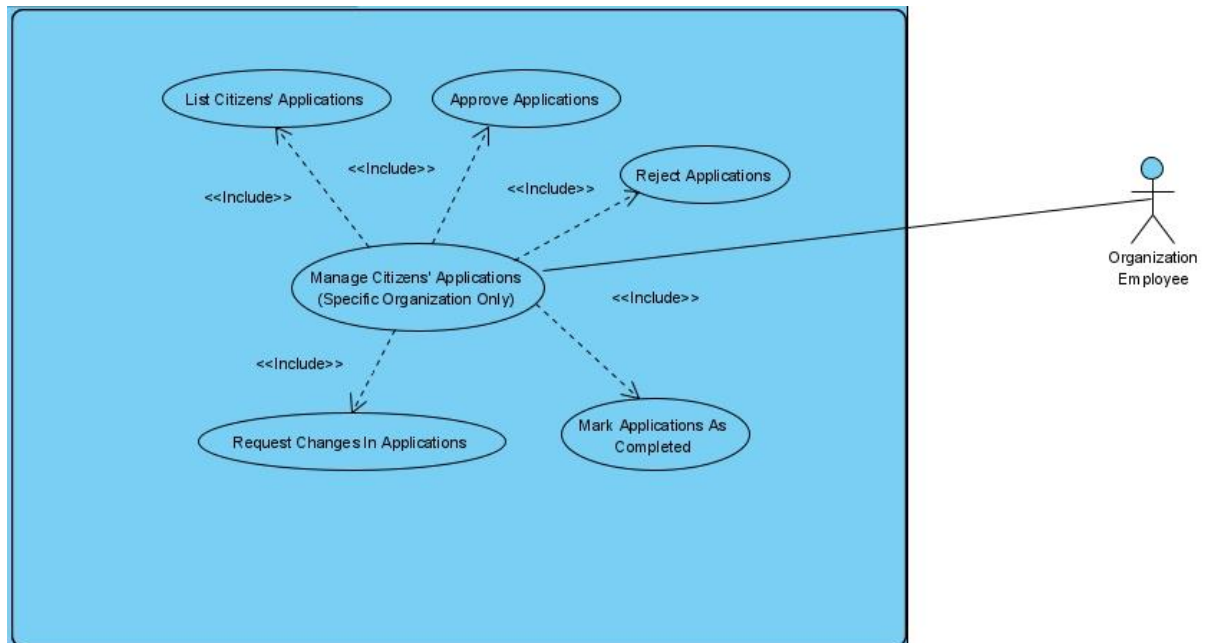 List Citizens' Applications
Approve Applications
<<Include>>
<<Include>>
<<Include>>
Reject Applications
Manage Citizens' Applications
(Specific Organization Only)
Organization
Employee
<<Include>>
<<Include>>
Request Changes In Applications
Mark Applications As
Completed